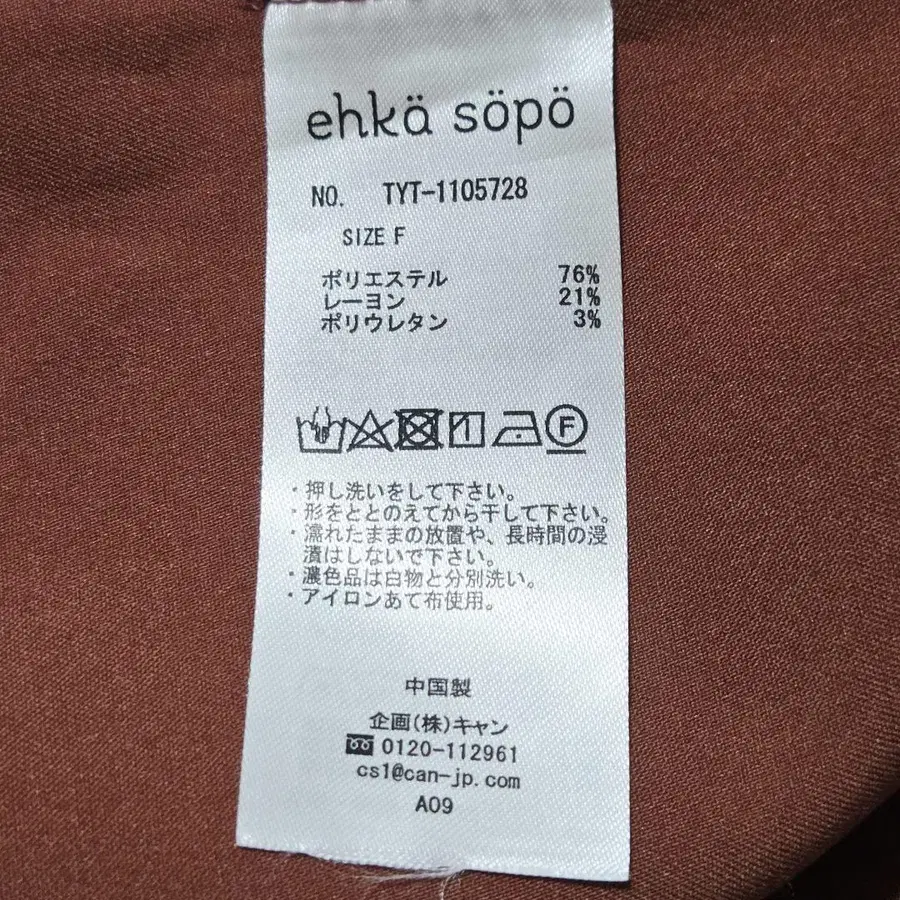 ehkä söpö
NO. TYT-1105728
SIZE F
ポリエステル 76%
レーヨン 21%
ポリウレタン 3%
F
・押し洗いをして下さい。
・形をととのえてから干して下さい。
・濡れたままの放置や、長時間の浸
漬はしないで下さい。
・濃色品は白物と分別洗い。
・アイロンあて布使用。
中国製
企画(株)キャン
0120-112961
cs1@can-jp.com
A09